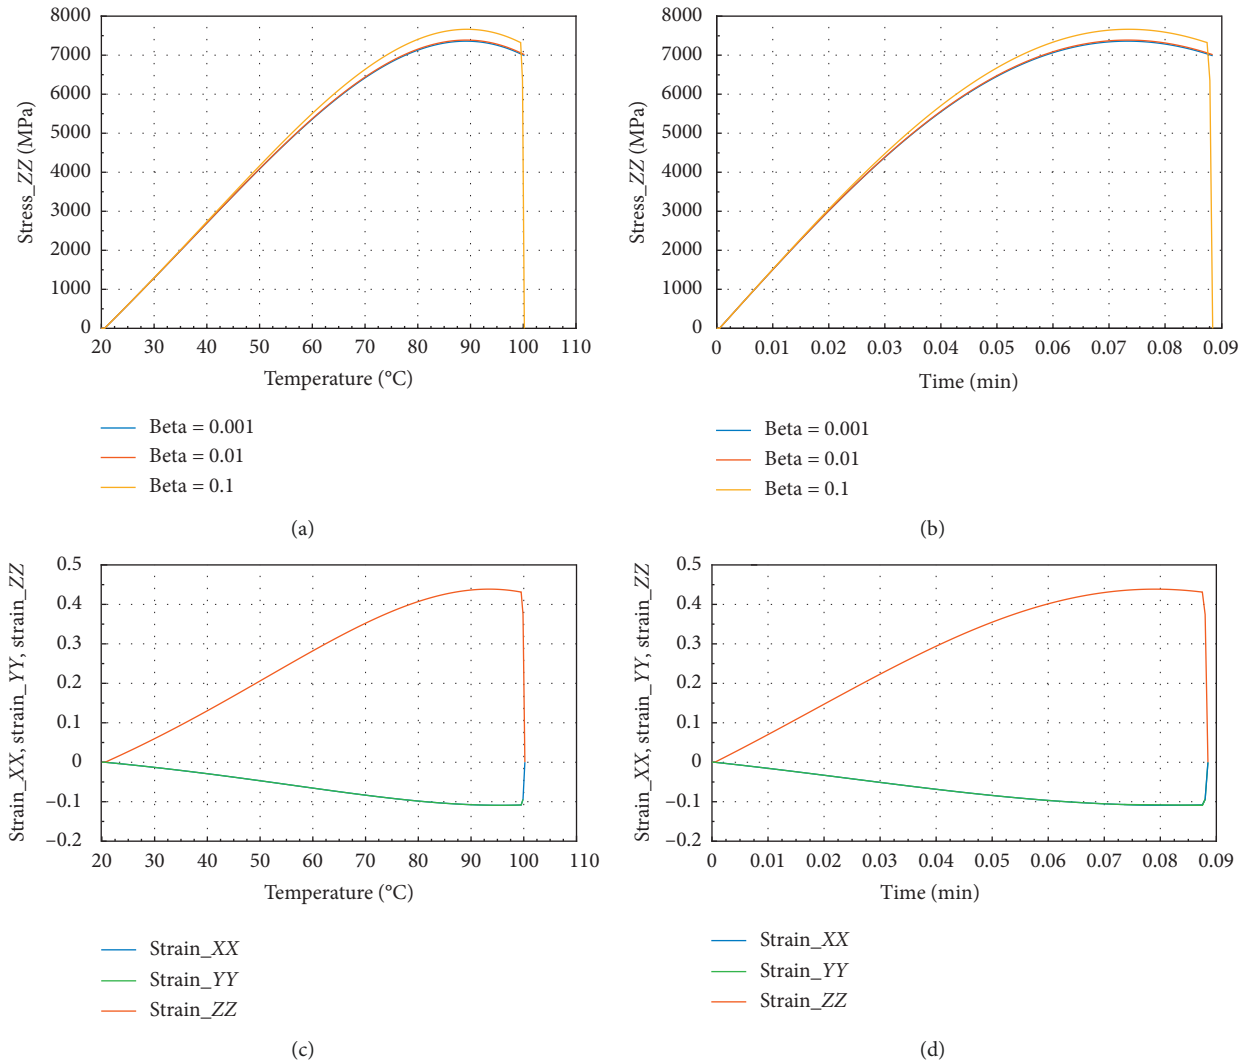 8000
7000
6000
5000
4000
3000
2000
1000
0
Stress_ZZ (MPa)
20 30 40 50 60 70 80 90 100 110
Temperature (°C)
Beta = 0.001
Beta = 0.01
Beta = 0.1
(a)
8000
7000
6000
5000
4000
3000
2000
1000
0
Stress_ZZ (MPa)
0 0.01 0.02 0.03 0.04 0.05 0.06 0.07 0.08 0.09
Time (min)
Beta = 0.001
Beta = 0.01
Beta = 0.1
(b)
0.5
0.4
0.3
0.2
0.1
0
–0.1
–0.2
Strain_XX, strain_YY, strain_ZZ
20 30 40 50 60 70 80 90 100 110
Temperature (°C)
Strain_XX
Strain_YY
Strain_ZZ
(c)
0.5
0.4
0.3
0.2
0.1
0
–0.1
–0.2
Strain_XX, strain_YY, strain_ZZ
0 0.01 0.02 0.03 0.04 0.05 0.06 0.07 0.08 0.09
Time (min)
Strain_XX
Strain_YY
Strain_ZZ
(d)